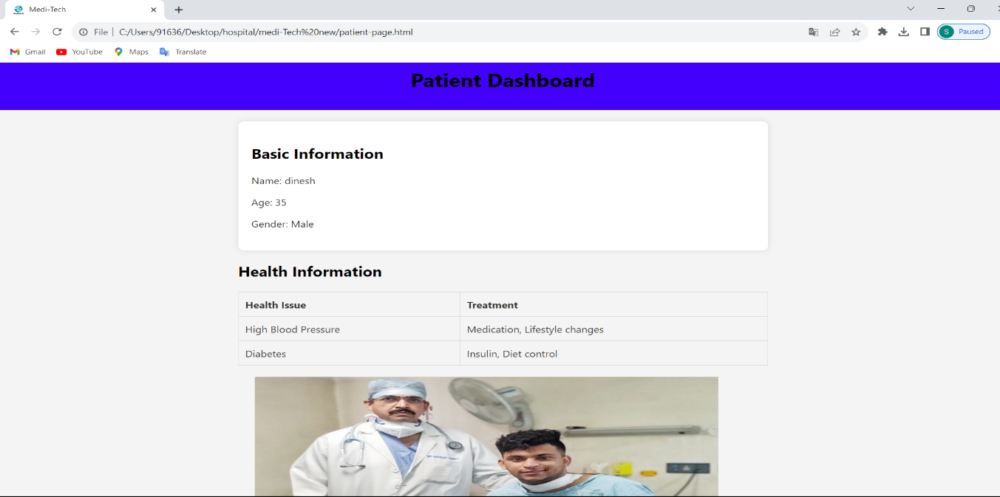 Medi-Tech
File
C:/Users/91636/Desktop/hospital/medi-Tech%20new/patient-page.html
S Paused
Gmail YouTube Maps Translate
Patient Dashboard
Basic Information
Name: dinesh
Age: 35
Gender: Male
Health Information
Health Issue Treatment
High Blood Pressure Medication, Lifestyle changes
Diabetes Insulin, Diet control